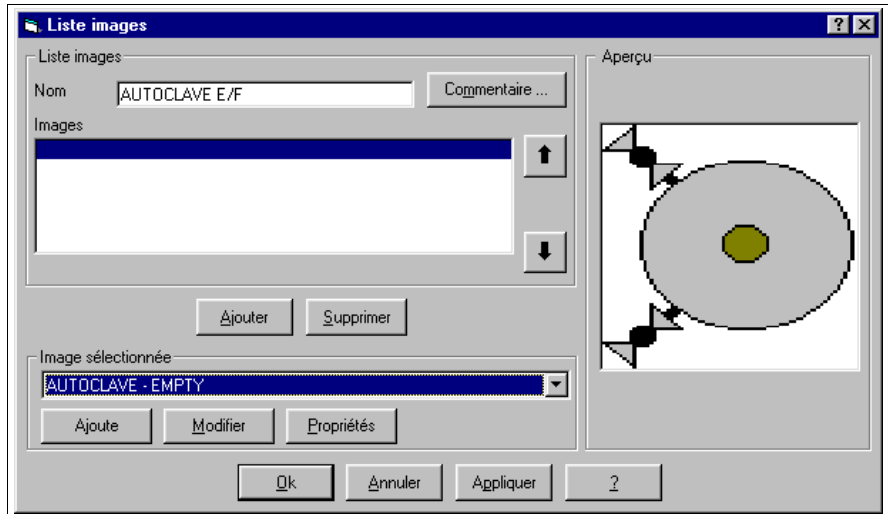 Liste images
Liste images
Aperçu
Nom
AUTOCLAVE E/F
Commentaire ...
Images
Ajouter
Supprimer
Image sélectionnée
AUTOCLAVE - EMPTY
Ajoute
Modifier
Propriétés
Ok
Annuler
Appliquer
?